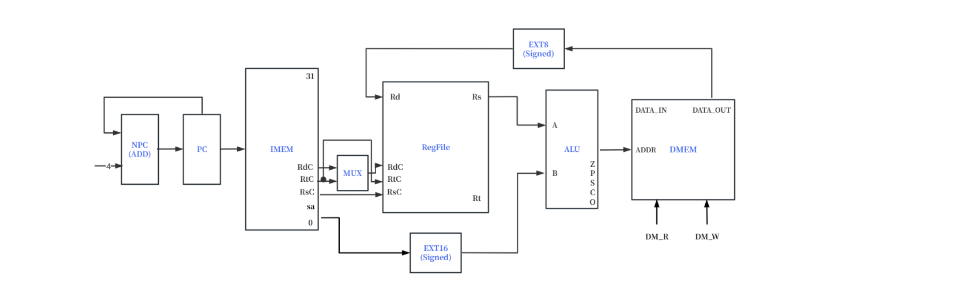 EXT8
(Signed)
31
Rd
Rs
DATA_IN
DATA_OUT
NPC
(ADD)
4
PC
IMEM
RegFile
A
ALU
ADDR
DMEM
RdC
RtC
RsC
sa
0
MUX
RdC
RtC
RsC
Rt
B
Z
P
S
C
O
EXT16
(Signed)
DM_R
DM_W